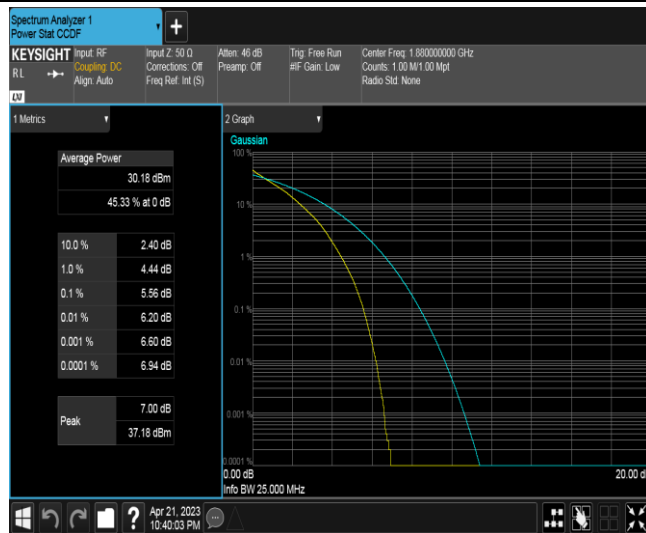 Spectrum Analyzer 1
Power Stat CCDF
+
KEYSIGHT
RL
LXI
Input: RF
Coupling: DC
Align: Auto
Input Z: 50 Ω
Corrections: Off
Freq Ref: Int (S)
Atten: 46 dB
Preamp: Off
Trig: Free Run
#IF Gain: Low
Center Freq: 1.880000000 GHz
Counts: 1.00 M/1.00 Mpt
Radio Std: None
1 Metrics
Average Power
30.18 dBm
45.33 % at 0 dB
10.0 % 2.40 dB
1.0 % 4.44 dB
0.1 % 5.56 dB
0.01 % 6.20 dB
0.001 % 6.60 dB
0.0001 % 6.94 dB
Peak
7.00 dB
37.18 dBm
2 Graph
Gaussian
100 %
10 %
1 %
0.1 %
0.01 %
0.001 %
0.0001 %
0.00 dB
20.00 d
Info BW 25.000 MHz
?
Apr 21, 2023
10:40:03 PM